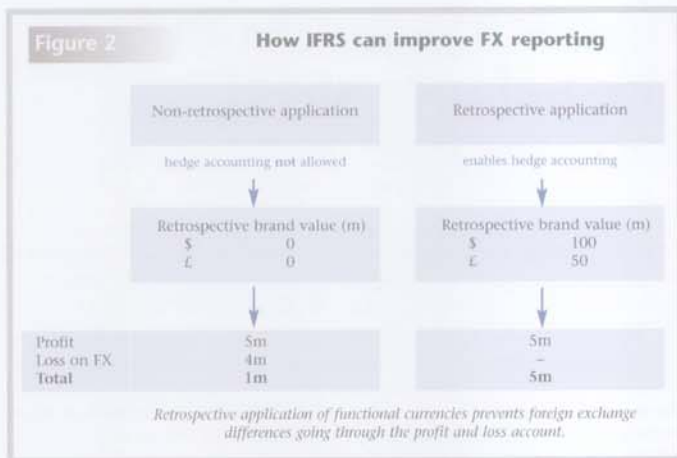 Figure 2
How IFRS can improve FX reporting
Non-retrospective application
hedge accounting not allowed
Retrospective brand value (m)
$ 0
£ 0
Retrospective application
enables hedge accounting
Retrospective brand value (m)
$ 100
£ 50
Profit 5m 5m
Loss on FX 4m –
Total 1m 5m
Retrospective application of functional currencies prevents foreign exchange
differences going through the profit and loss account.